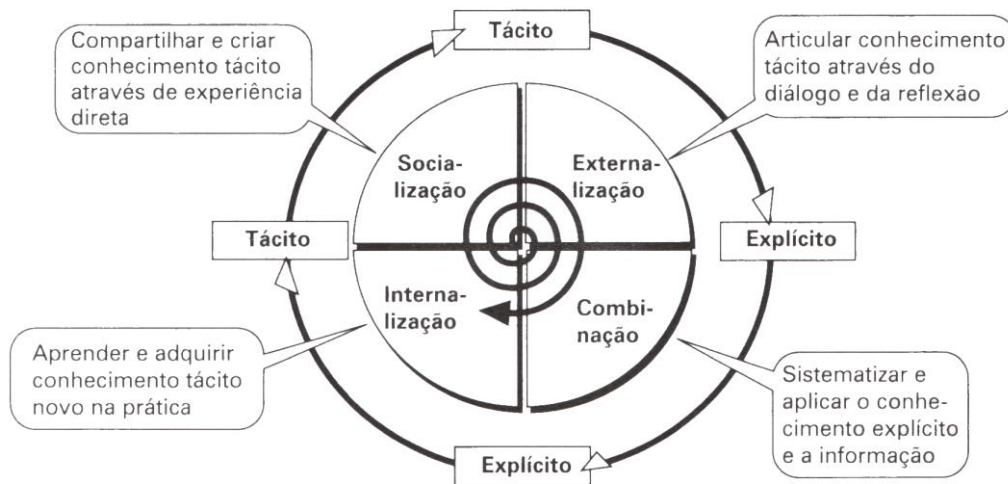 Tácito
Compartilhar e criar
conhecimento tácito
através de experiência
direta
Articular conhecimento
tácito através do
diálogo e da reflexão
Socia-
lização
Externa-
lização
Tácito
Explícito
Interna-
lização
Combi-
nação
Aprender e adquirir
conhecimento tácito
novo na prática
Sistematizar e
aplicar o conhe-
cimento explícito
e a informação
Explícito